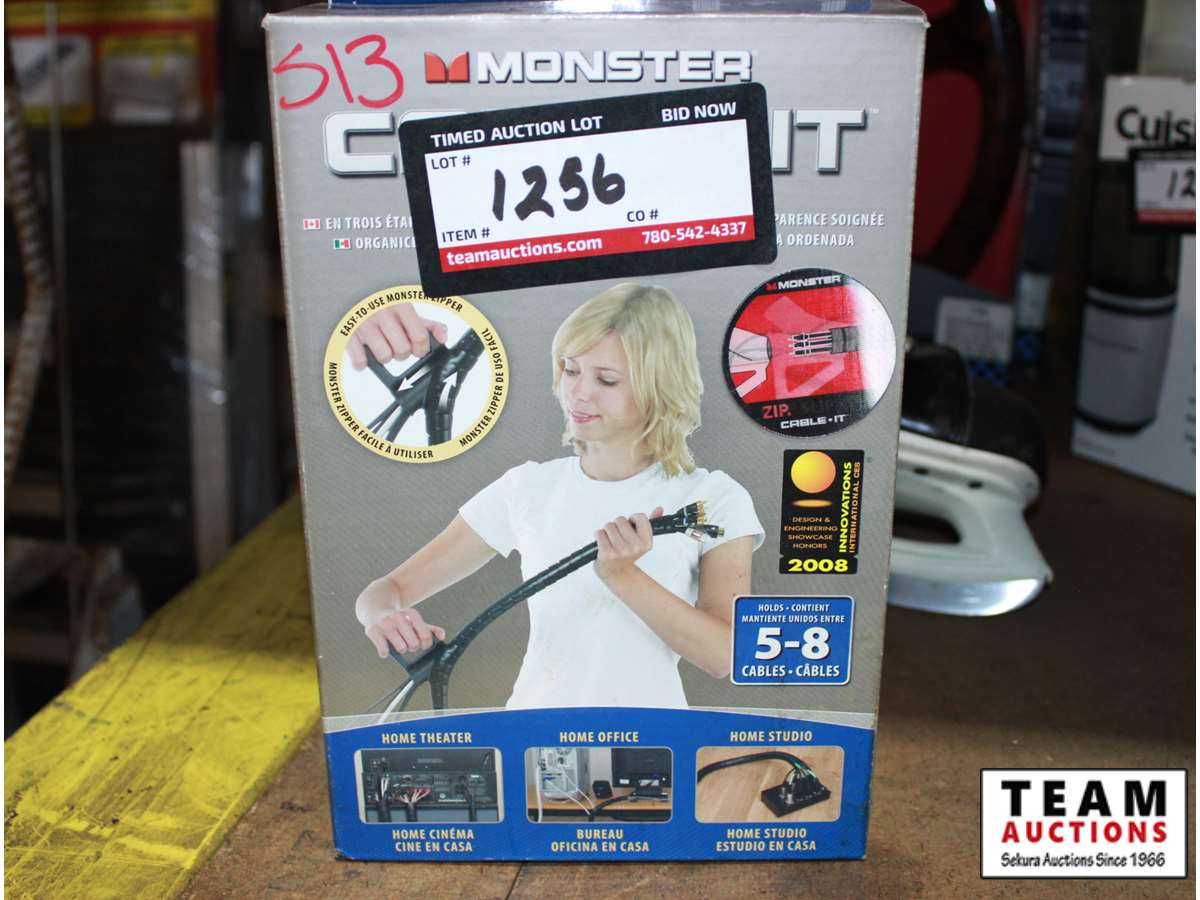 513
MONSTER
C IT™
TIMED AUCTION LOT BID NOW
LOT # 1256
ITEM # CO #
teamauctions.com 780-542-4337
EN TROIS ÉTA
PARENCE SOIGNÉE
ORGANIC
A ORDENADA
EASY-TO-USE MONSTER ZIPPER
MONSTER ZIPPER FACILE À UTILISER
MONSTER ZIPPER DE USO FÁCIL
MONSTER
ZIP.
CABLE-IT
DESIGN &
ENGINEERING
SHOWCASE
HONORS
INNOVATIONS
INTERNATIONAL CES
2008
HOLDS • CONTIENT
MANTIENTE UNIDOS ENTRE
5-8
CABLES • CÂBLES
HOME THEATER
HOME CINÉMA
CINE EN CASA
HOME OFFICE
BUREAU
OFICINA EN CASA
HOME STUDIO
HOME STUDIO
ESTUDIO EN CASA
Cuis
12
TEAM
AUCTIONS
Sekura Auctions Since 1966